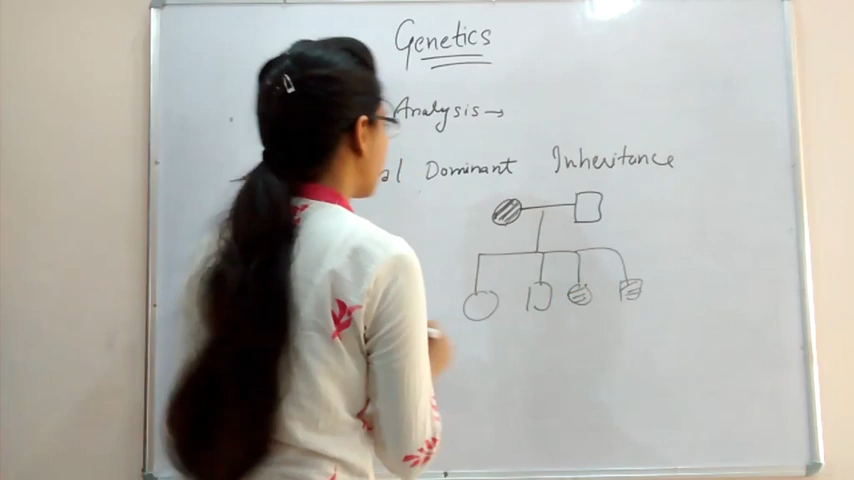 Genetics
Analysis →
al Dominant Inheritance